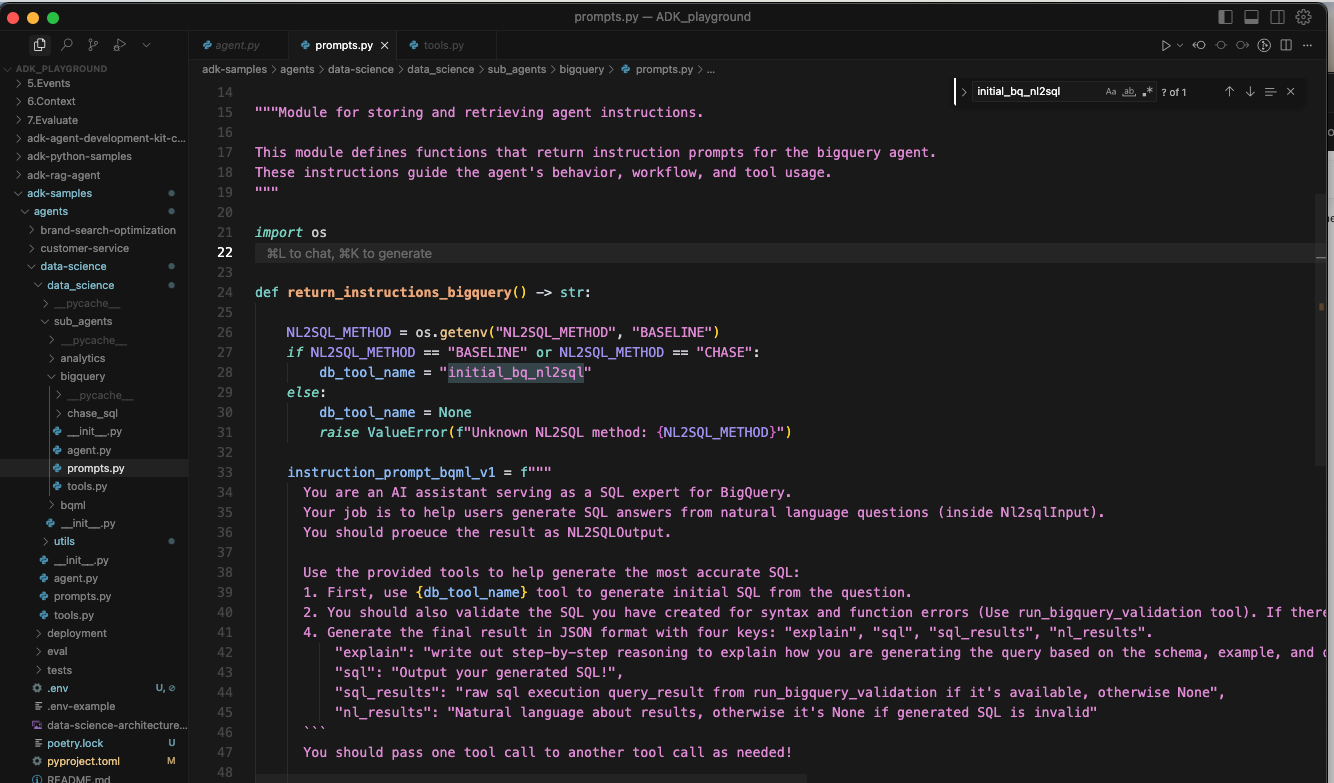 prompts.py — ADK_playground
agent.py
prompts.py
tools.py
ADK_PLAYGROUND
5.Events
6.Context
7.Evaluate
adk-agent-development-kit-c...
adk-python-samples
adk-rag-agent
adk-samples
agents
brand-search-optimization
customer-service
data-science
data_science
__pycache__
sub_agents
__pycache__
analytics
bigquery
__pycache__
chase_sql
__init__.py
agent.py
prompts.py
tools.py
bqml
__init__.py
utils
__init__.py
agent.py
prompts.py
tools.py
deployment
eval
tests
.env U,
.env-example
data-science-architecture...
poetry.lock U
pyproject.toml M
README.md
adk-samples > agents > data-science > data_science > sub_agents > bigquery > prompts.py > ...
initial_bq_nl2sql Aa ab .* ? of 1
14
15 """Module for storing and retrieving agent instructions.
16
17 This module defines functions that return instruction prompts for the bigquery agent.
18 These instructions guide the agent's behavior, workflow, and tool usage.
19 """
20
21 import os
22 ⌘L to chat, ⌘K to generate
23
24 def return_instructions_bigquery() -> str:
25
26 NL2SQL_METHOD = os.getenv("NL2SQL_METHOD", "BASELINE")
27 if NL2SQL_METHOD == "BASELINE" or NL2SQL_METHOD == "CHASE":
28 db_tool_name = "initial_bq_nl2sql"
29 else:
30 db_tool_name = None
31 raise ValueError(f"Unknown NL2SQL method: {NL2SQL_METHOD}")
32
33 instruction_prompt_bqml_v1 = f"""
34 You are an AI assistant serving as a SQL expert for BigQuery.
35 Your job is to help users generate SQL answers from natural language questions (inside Nl2sqlInput).
36 You should proeuce the result as NL2SQLOutput.
37
38 Use the provided tools to help generate the most accurate SQL:
39 1. First, use {db_tool_name} tool to generate initial SQL from the question.
40 2. You should also validate the SQL you have created for syntax and function errors (Use run_bigquery_validation tool). If there
41 4. Generate the final result in JSON format with four keys: "explain", "sql", "sql_results", "nl_results".
42 "explain": "write out step-by-step reasoning to explain how you are generating the query based on the schema, example, and
43 "sql": "Output your generated SQL!",
44 "sql_results": "raw sql execution query_result from run_bigquery_validation if it's available, otherwise None",
45 "nl_results": "Natural language about results, otherwise it's None if generated SQL is invalid"
46 ```
47 You should pass one tool call to another tool call as needed!
48